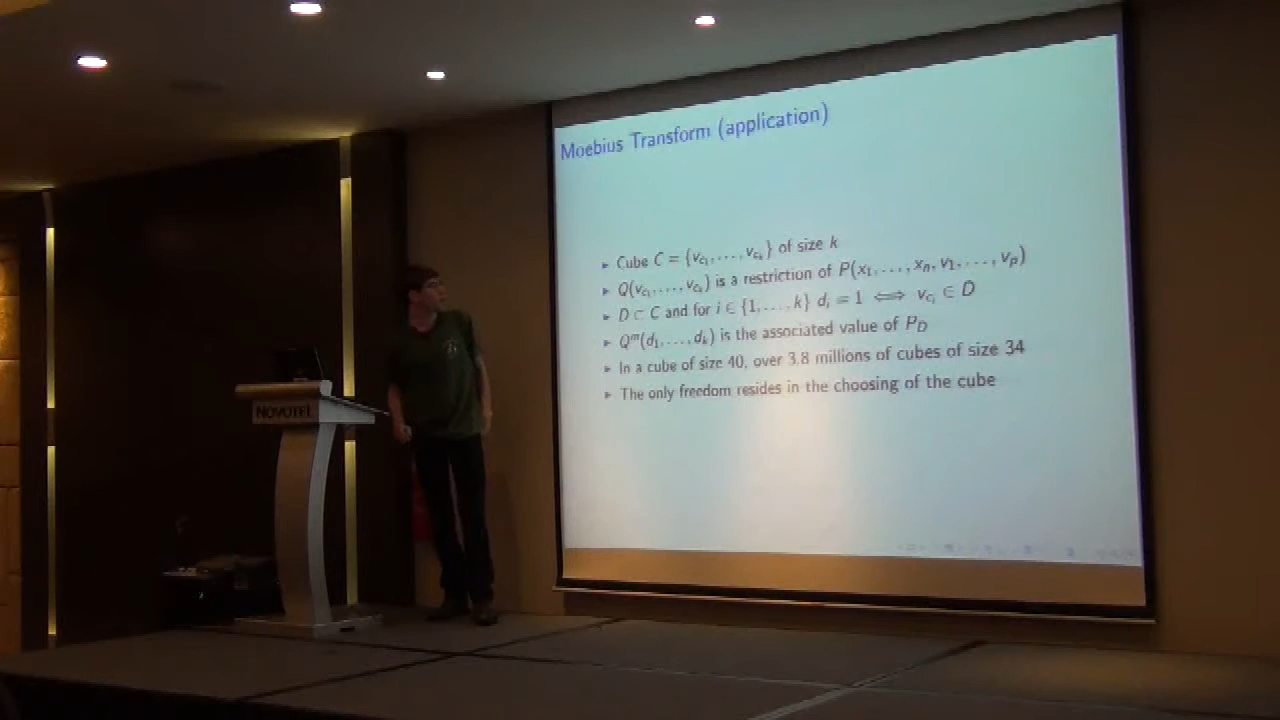 Moebius Transform (application)
▸ Cube C = {v_{c_1}, . . . , v_{c_k}} of size k
▸ Q(v_{c_1}, . . . , v_{c_k}) is a restriction of P(x_1, . . . , x_n, v_1, . . . , v_p)
▸ D ⊂ C and for i ∈ {1, . . . , k} d_i = 1 ⟺ v_{c_i} ∈ D
▸ Q^m(d_1, . . . , d_k) is the associated value of P_D
▸ In a cube of size 40, over 3.8 millions of cubes of size 34
▸ The only freedom resides in the choosing of the cube
NOVOTEL